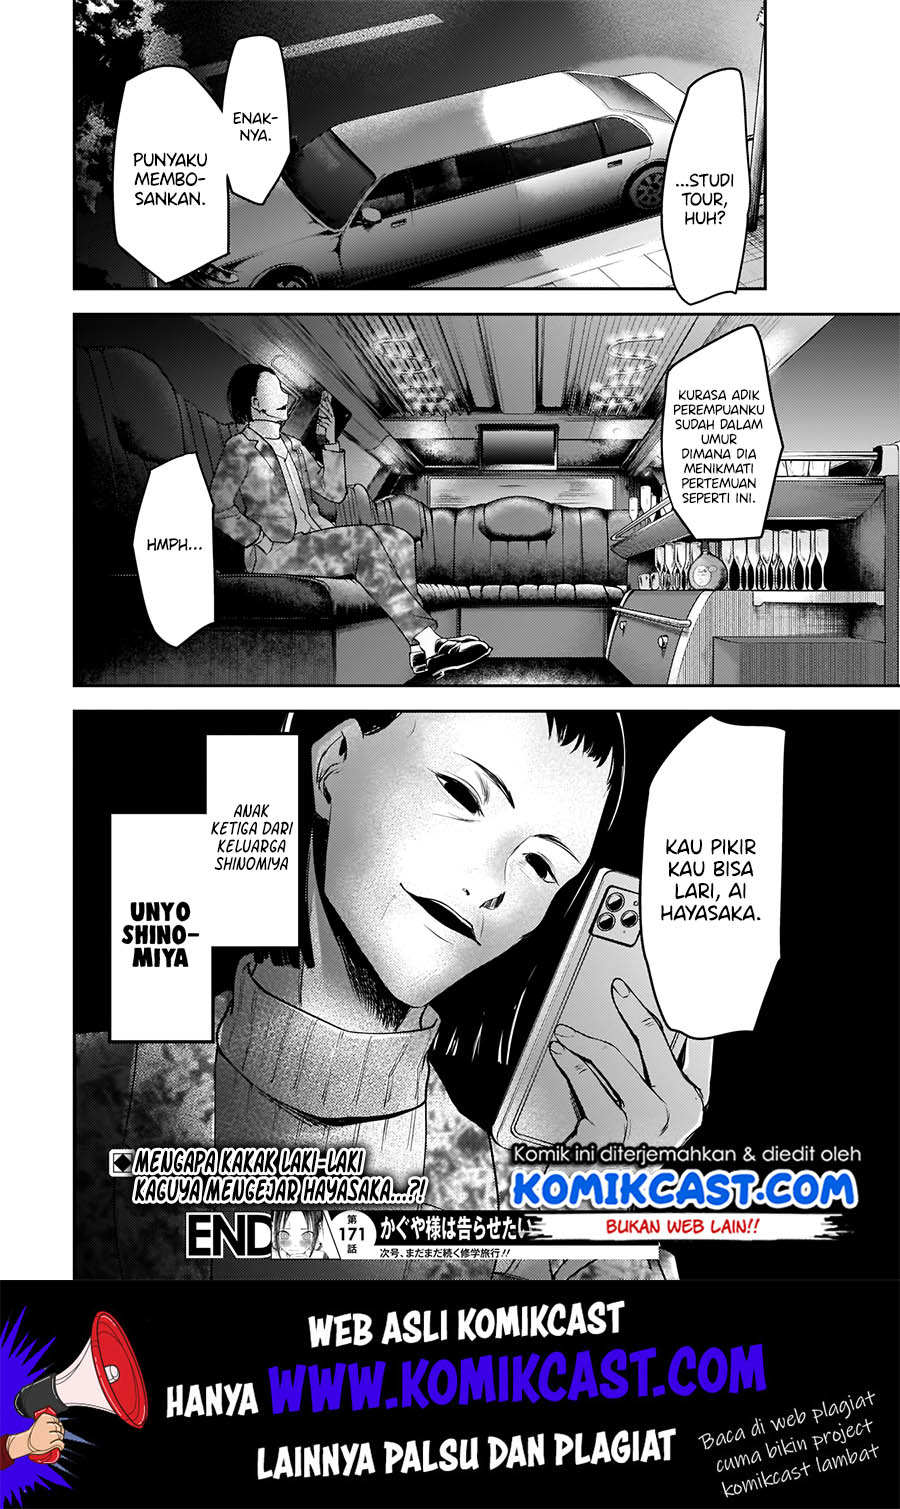 ...STUDI
TOUR,
HUH?
ENAK-
NYA.
PUNYAKU
MEMBO-
SANKAN.
KURASA ADIK
PEREMPUANKU
SUDAH DALAM
UMUR
DIMANA DIA
MENIKMATI
PERTEMUAN
SEPERTI INI.
HMPH...
KAU PIKIR
KAU BISA
LARI, AI
HAYASAKA.
ANAK
KETIGA DARI
KELUARGA
SHINOMIYA
UNYO
SHINO-
MIYA
MENGAPA KAKAK LAKI-LAKI
KAGUYA MENGEJAR HAYASAKA...?!
Komik ini diterjemahkan & diedit oleh
KOMIKCAST.COM
BUKAN WEB LAIN!!
END
第
171
話
かぐや様は告らせたい
次号、まだまだ続く修学旅行!!
WEB ASLI KOMIKCAST
HANYA WWW.KOMIKCAST.COM
LAINNYA PALSU DAN PLAGIAT
Baca di web plagiat
cuma bikin project
komikcast lambat